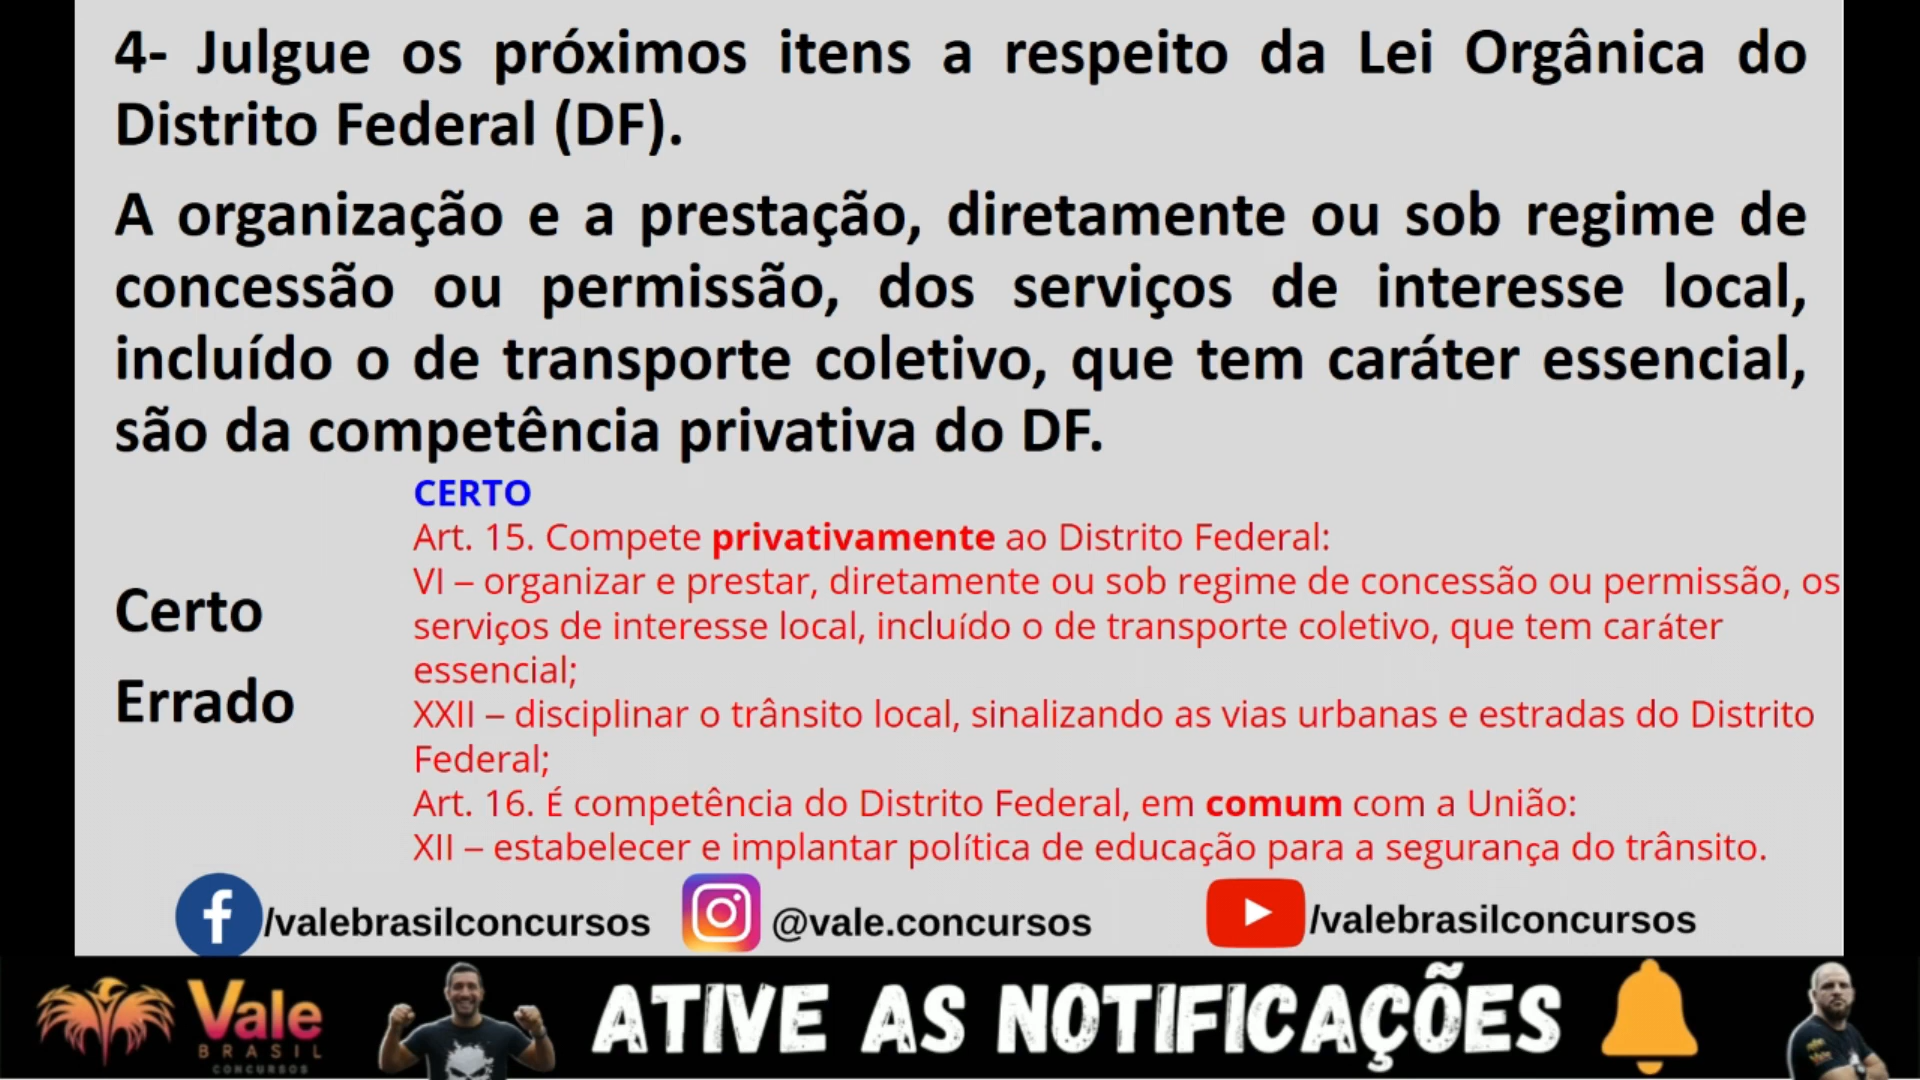 4- Julgue os próximos itens a respeito da Lei Orgânica do
Distrito Federal (DF).
A organização e a prestação, diretamente ou sob regime de
concessão ou permissão, dos serviços de interesse local,
incluído o de transporte coletivo, que tem caráter essencial,
são da competência privativa do DF.
CERTO
Art. 15. Compete privativamente ao Distrito Federal:
VI – organizar e prestar, diretamente ou sob regime de concessão ou permissão, os
serviços de interesse local, incluído o de transporte coletivo, que tem caráter
essencial;
XXII – disciplinar o trânsito local, sinalizando as vias urbanas e estradas do Distrito
Federal;
Art. 16. É competência do Distrito Federal, em comum com a União:
XII – estabelecer e implantar política de educação para a segurança do trânsito.
Certo
Errado
/valebrasilconcursos
@vale.concursos
/valebrasilconcursos
Vale
BRASIL
CONCURSOS
ATIVE AS NOTIFICAÇÕES